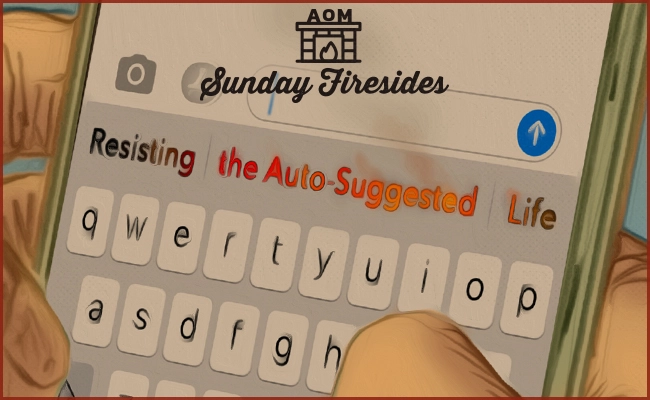 AOM
Sunday Firesides
Resisting the Auto-Suggested Life
q w e r t y u i o p
a s d f g h